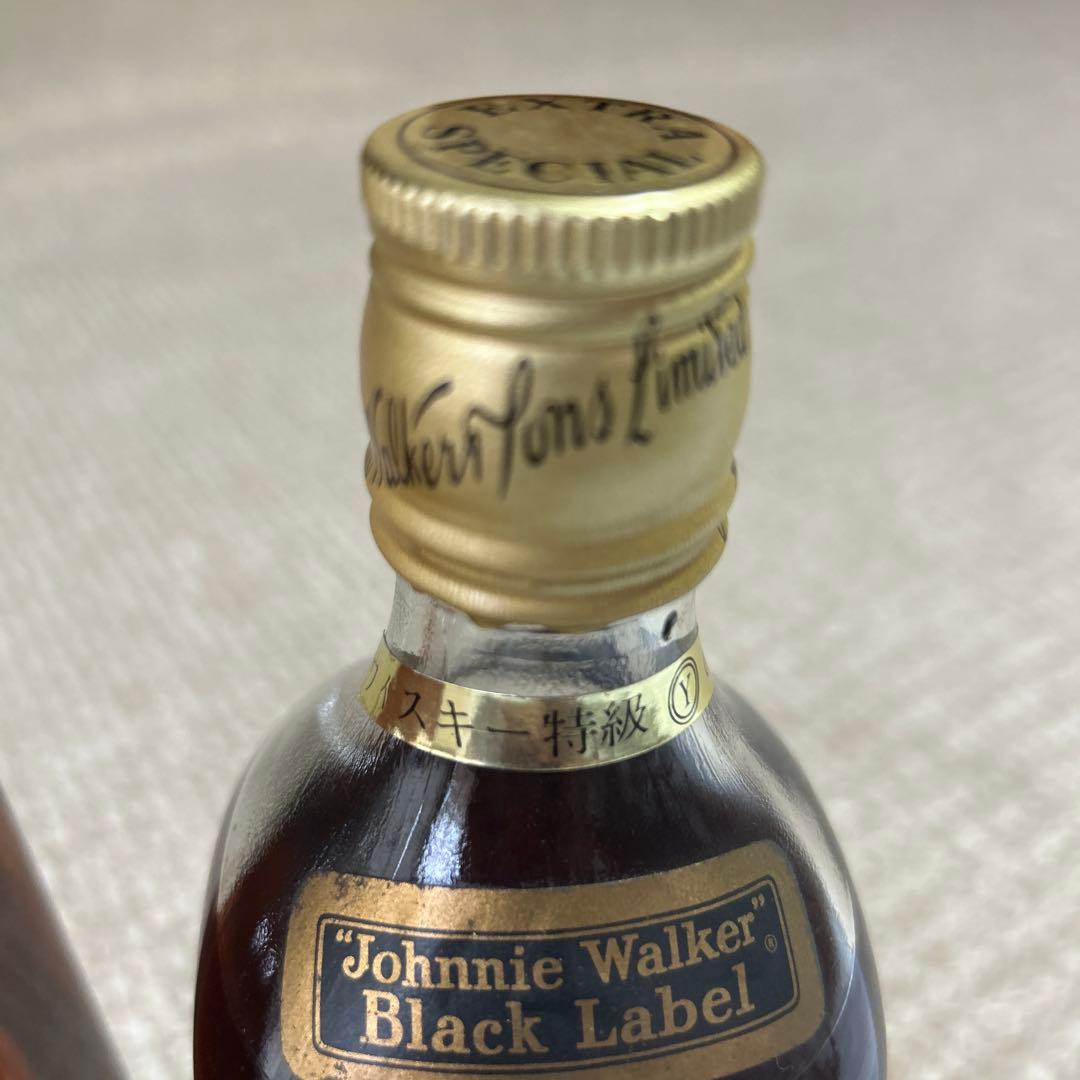 EXTRA
SPECIAL
Walker & Sons Limited
ウイスキー特級 Ⓨ
"Johnnie Walker"®
Black Label